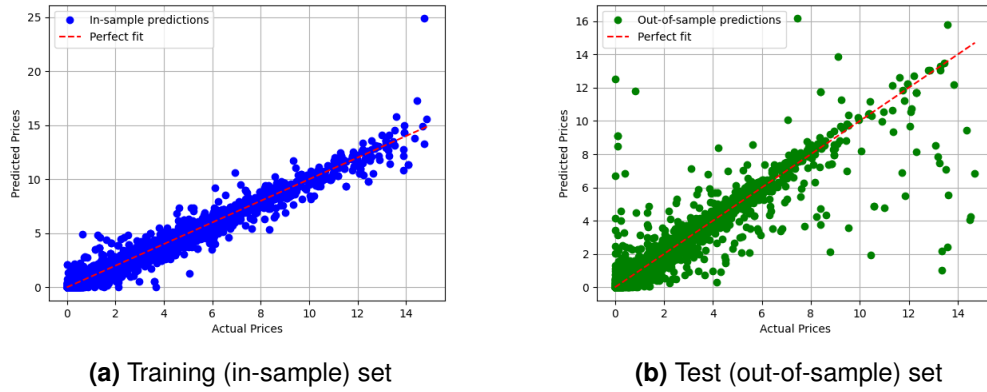 In-sample predictions
Perfect fit
25
20
15
10
5
0
Predicted Prices
0 2 4 6 8 10 12 14
Actual Prices
(a) Training (in-sample) set
Out-of-sample predictions
Perfect fit
16
14
12
10
8
6
4
2
0
Predicted Prices
0 2 4 6 8 10 12 14
Actual Prices
(b) Test (out-of-sample) set